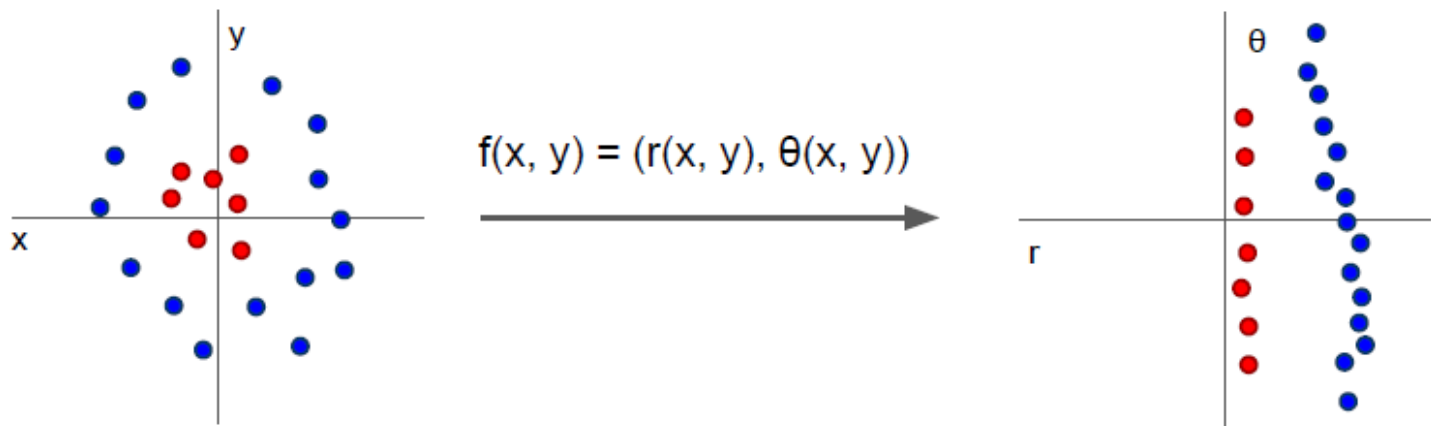 y
x
f(x, y) = (r(x, y), θ(x, y))
θ
r